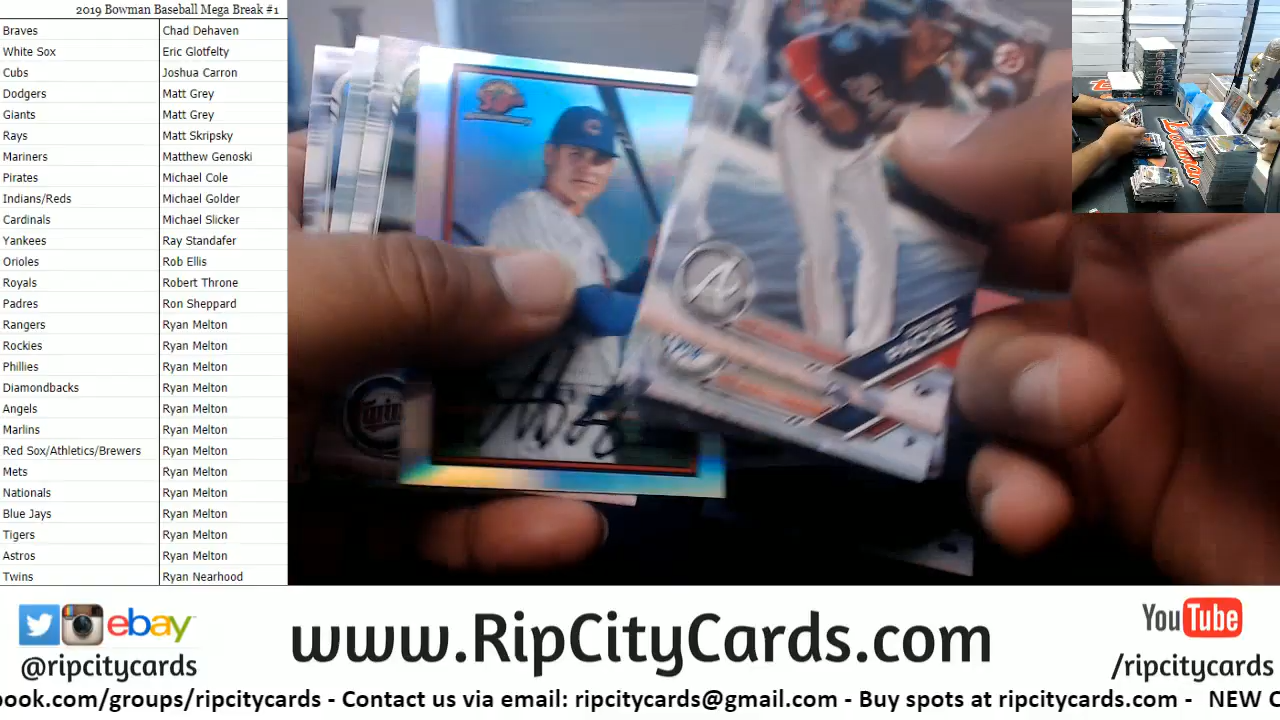 2019 Bowman Baseball Mega Break #1
Braves Chad Dehaven
White Sox Eric Glotfelty
Cubs Joshua Carron
Dodgers Matt Grey
Giants Matt Grey
Rays Matt Skripsky
Mariners Matthew Genoski
Pirates Michael Cole
Indians/Reds Michael Golder
Cardinals Michael Slicker
Yankees Ray Standafer
Orioles Rob Ellis
Royals Robert Throne
Padres Ron Sheppard
Rangers Ryan Melton
Rockies Ryan Melton
Phillies Ryan Melton
Diamondbacks Ryan Melton
Angels Ryan Melton
Marlins Ryan Melton
Red Sox/Athletics/Brewers Ryan Melton
Mets Ryan Melton
Nationals Ryan Melton
Blue Jays Ryan Melton
Tigers Ryan Melton
Astros Ryan Melton
Twins Ryan Nearhood
Bowman
PACHE
ebay
@ripcitycards
www.RipCityCards.com
YouTube
/ripcitycards
book.com/groups/ripcitycards - Contact us via email: ripcitycards@gmail.com - Buy spots at ripcitycards.com - NEW C